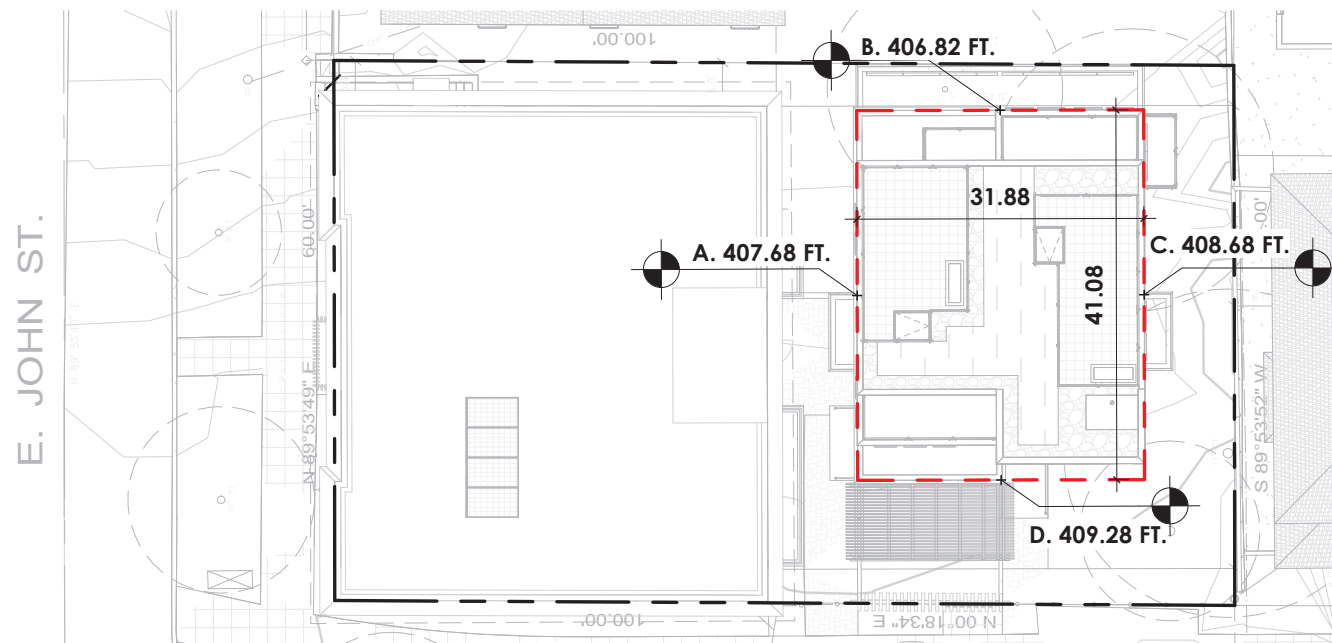 100.00'
B. 406.82 FT.
31.88
60.00'
A. 407.68 FT.
C. 408.68 FT.
41.08
E. JOHN ST.
N 89°53'49" E
S 89°53'52" W
D. 409.28 FT.
100.00'
N 00°18'34" E